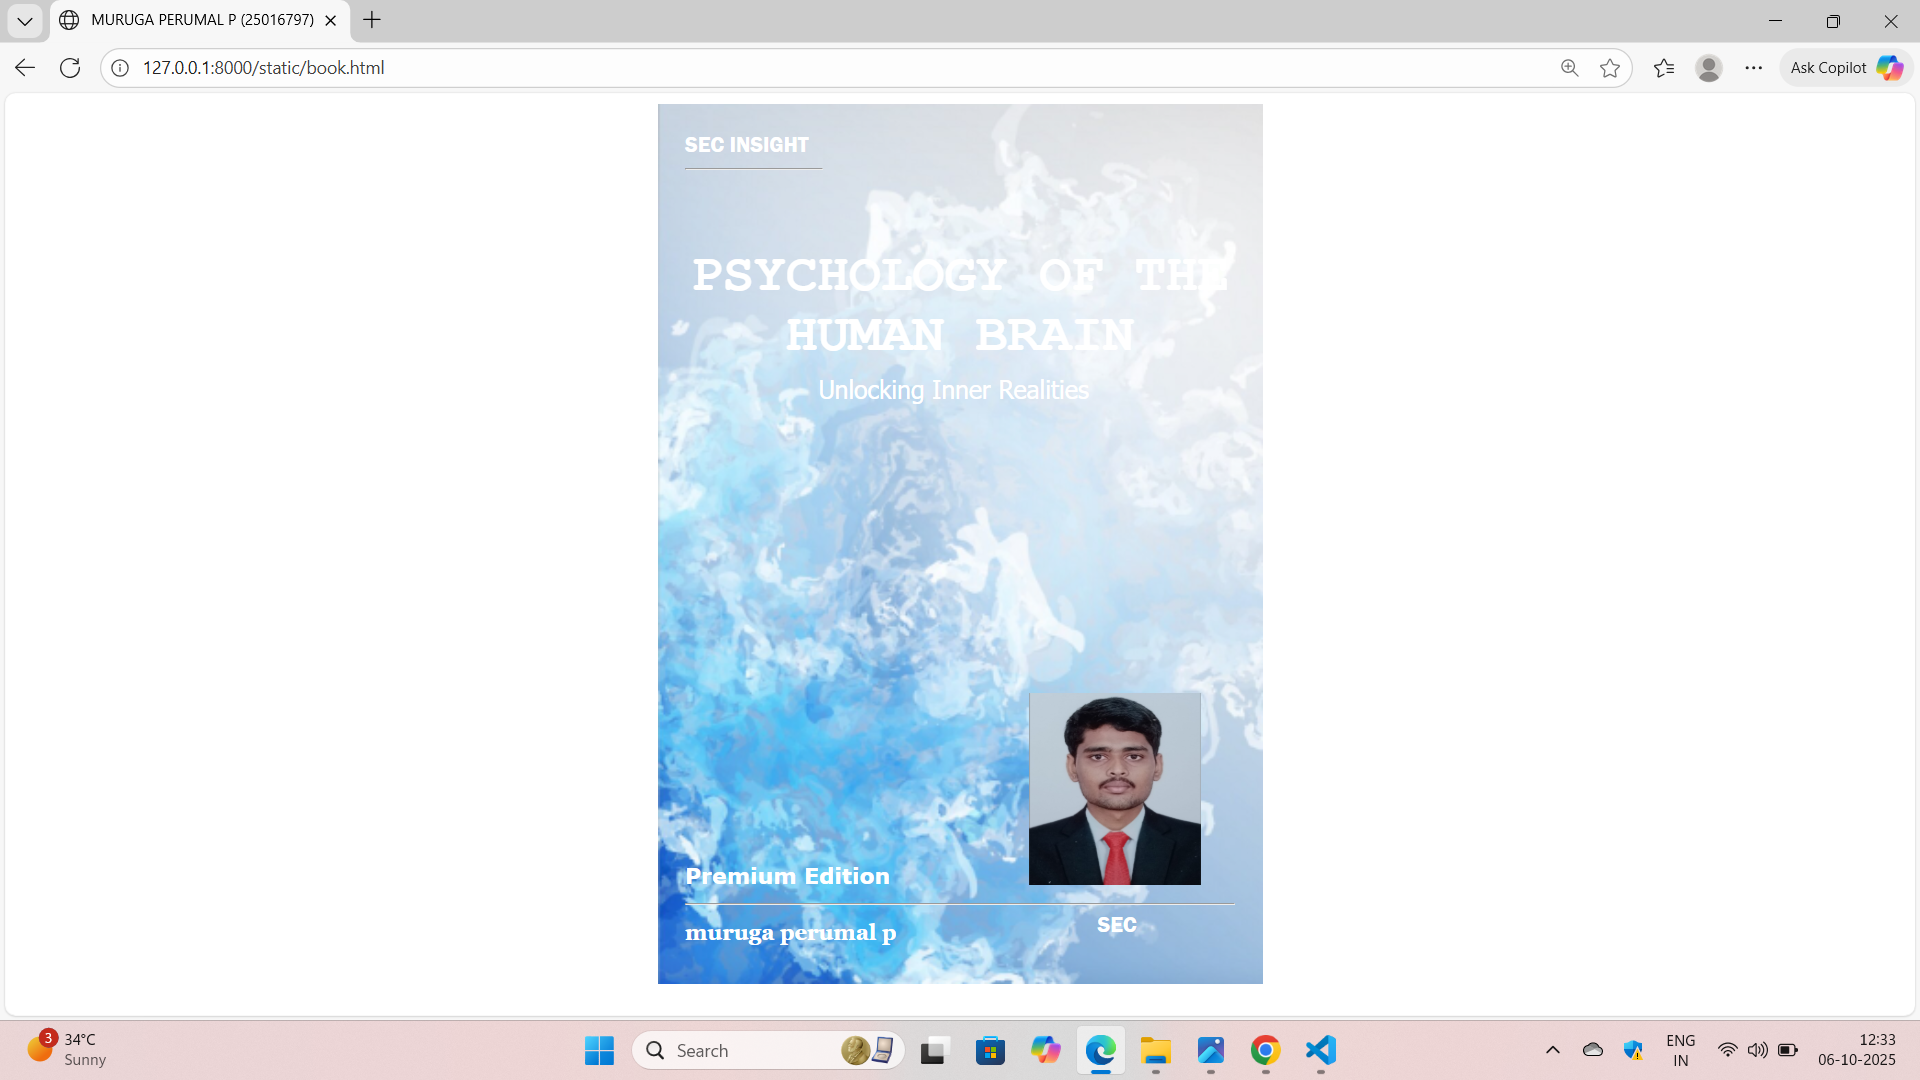 MURUGA PERUMAL P (25016797)
127.0.0.1:8000/static/book.html
Ask Copilot
SEC INSIGHT
PSYCHOLOGY OF THE
HUMAN BRAIN
Unlocking Inner Realities
Premium Edition
muruga perumal p
SEC
3
34°C
Sunny
Search
ENG
IN
12:33
06-10-2025